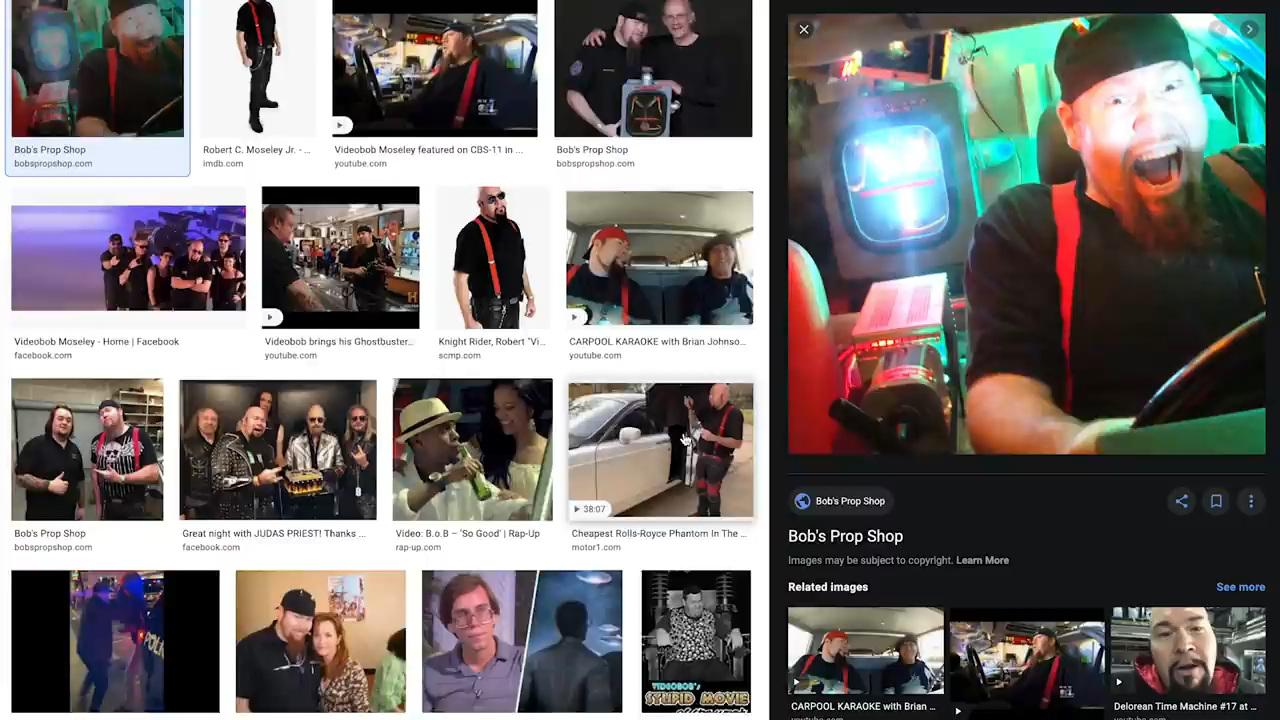 Bob's Prop Shop
bobspropshop.com
Robert C. Moseley Jr. - ...
imdb.com
Videobob Moseley featured on CBS-11 in ...
youtube.com
Bob's Prop Shop
bobspropshop.com
Videobob Moseley - Home | Facebook
facebook.com
Videobob brings his Ghostbuster...
youtube.com
Knight Rider, Robert "Vi...
scmp.com
CARPOOL KARAOKE with Brian Johnso...
youtube.com
Bob's Prop Shop
bobspropshop.com
Great night with JUDAS PRIEST! Thanks ...
facebook.com
Video: B.o.B – 'So Good' | Rap-Up
rap-up.com
38:07
Cheapest Rolls-Royce Phantom In The ...
motor1.com
VIDEOBOB'S
STUPID MOVIE
Bob's Prop Shop
Bob's Prop Shop
Images may be subject to copyright. Learn More
Related images
See more
CARPOOL KARAOKE with Brian ...
Delorean Time Machine #17 at ...